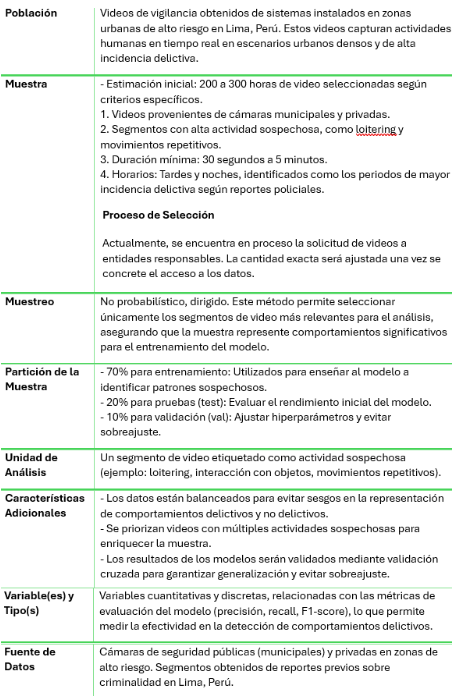 Población
Videos de vigilancia obtenidos de sistemas instalados en zonas
urbanas de alto riesgo en Lima, Perú. Estos videos capturan actividades
humanas en tiempo real en escenarios urbanos densos y de alta
incidencia delictiva.
Muestra
- Estimación inicial: 200 a 300 horas de video seleccionadas según
criterios específicos.
1. Videos provenientes de cámaras municipales y privadas.
2. Segmentos con alta actividad sospechosa, como loitering y
movimientos repetitivos.
3. Duración mínima: 30 segundos a 5 minutos.
4. Horarios: Tardes y noches, identificados como los periodos de mayor
incidencia delictiva según reportes policiales.
Proceso de Selección
Actualmente, se encuentra en proceso la solicitud de videos a
entidades responsables. La cantidad exacta será ajustada una vez se
concrete el acceso a los datos.
Muestreo
No probabilístico, dirigido. Este método permite seleccionar
únicamente los segmentos de video más relevantes para el análisis,
asegurando que la muestra represente comportamientos significativos
para el entrenamiento del modelo.
Partición de la
Muestra
- 70% para entrenamiento: Utilizados para enseñar al modelo a
identificar patrones sospechosos.
- 20% para pruebas (test): Evaluar el rendimiento inicial del modelo.
- 10% para validación (val): Ajustar hiperparámetros y evitar
sobreajuste.
Unidad de
Análisis
Un segmento de video etiquetado como actividad sospechosa
(ejemplo: loitering, interacción con objetos, movimientos repetitivos).
Características
Adicionales
- Los datos están balanceados para evitar sesgos en la representación
de comportamientos delictivos y no delictivos.
- Se priorizan videos con múltiples actividades sospechosas para
enriquecer la muestra.
- Los resultados de los modelos serán validados mediante validación
cruzada para garantizar generalización y evitar sobreajuste.
Variable(es) y
Tipo(s)
Variables cuantitativas y discretas, relacionadas con las métricas de
evaluación del modelo (precisión, recall, F1-score), lo que permite
medir la efectividad en la detección de comportamientos delictivos.
Fuente de
Datos
Cámaras de seguridad públicas (municipales) y privadas en zonas de
alto riesgo. Segmentos obtenidos de reportes previos sobre
criminalidad en Lima, Perú.